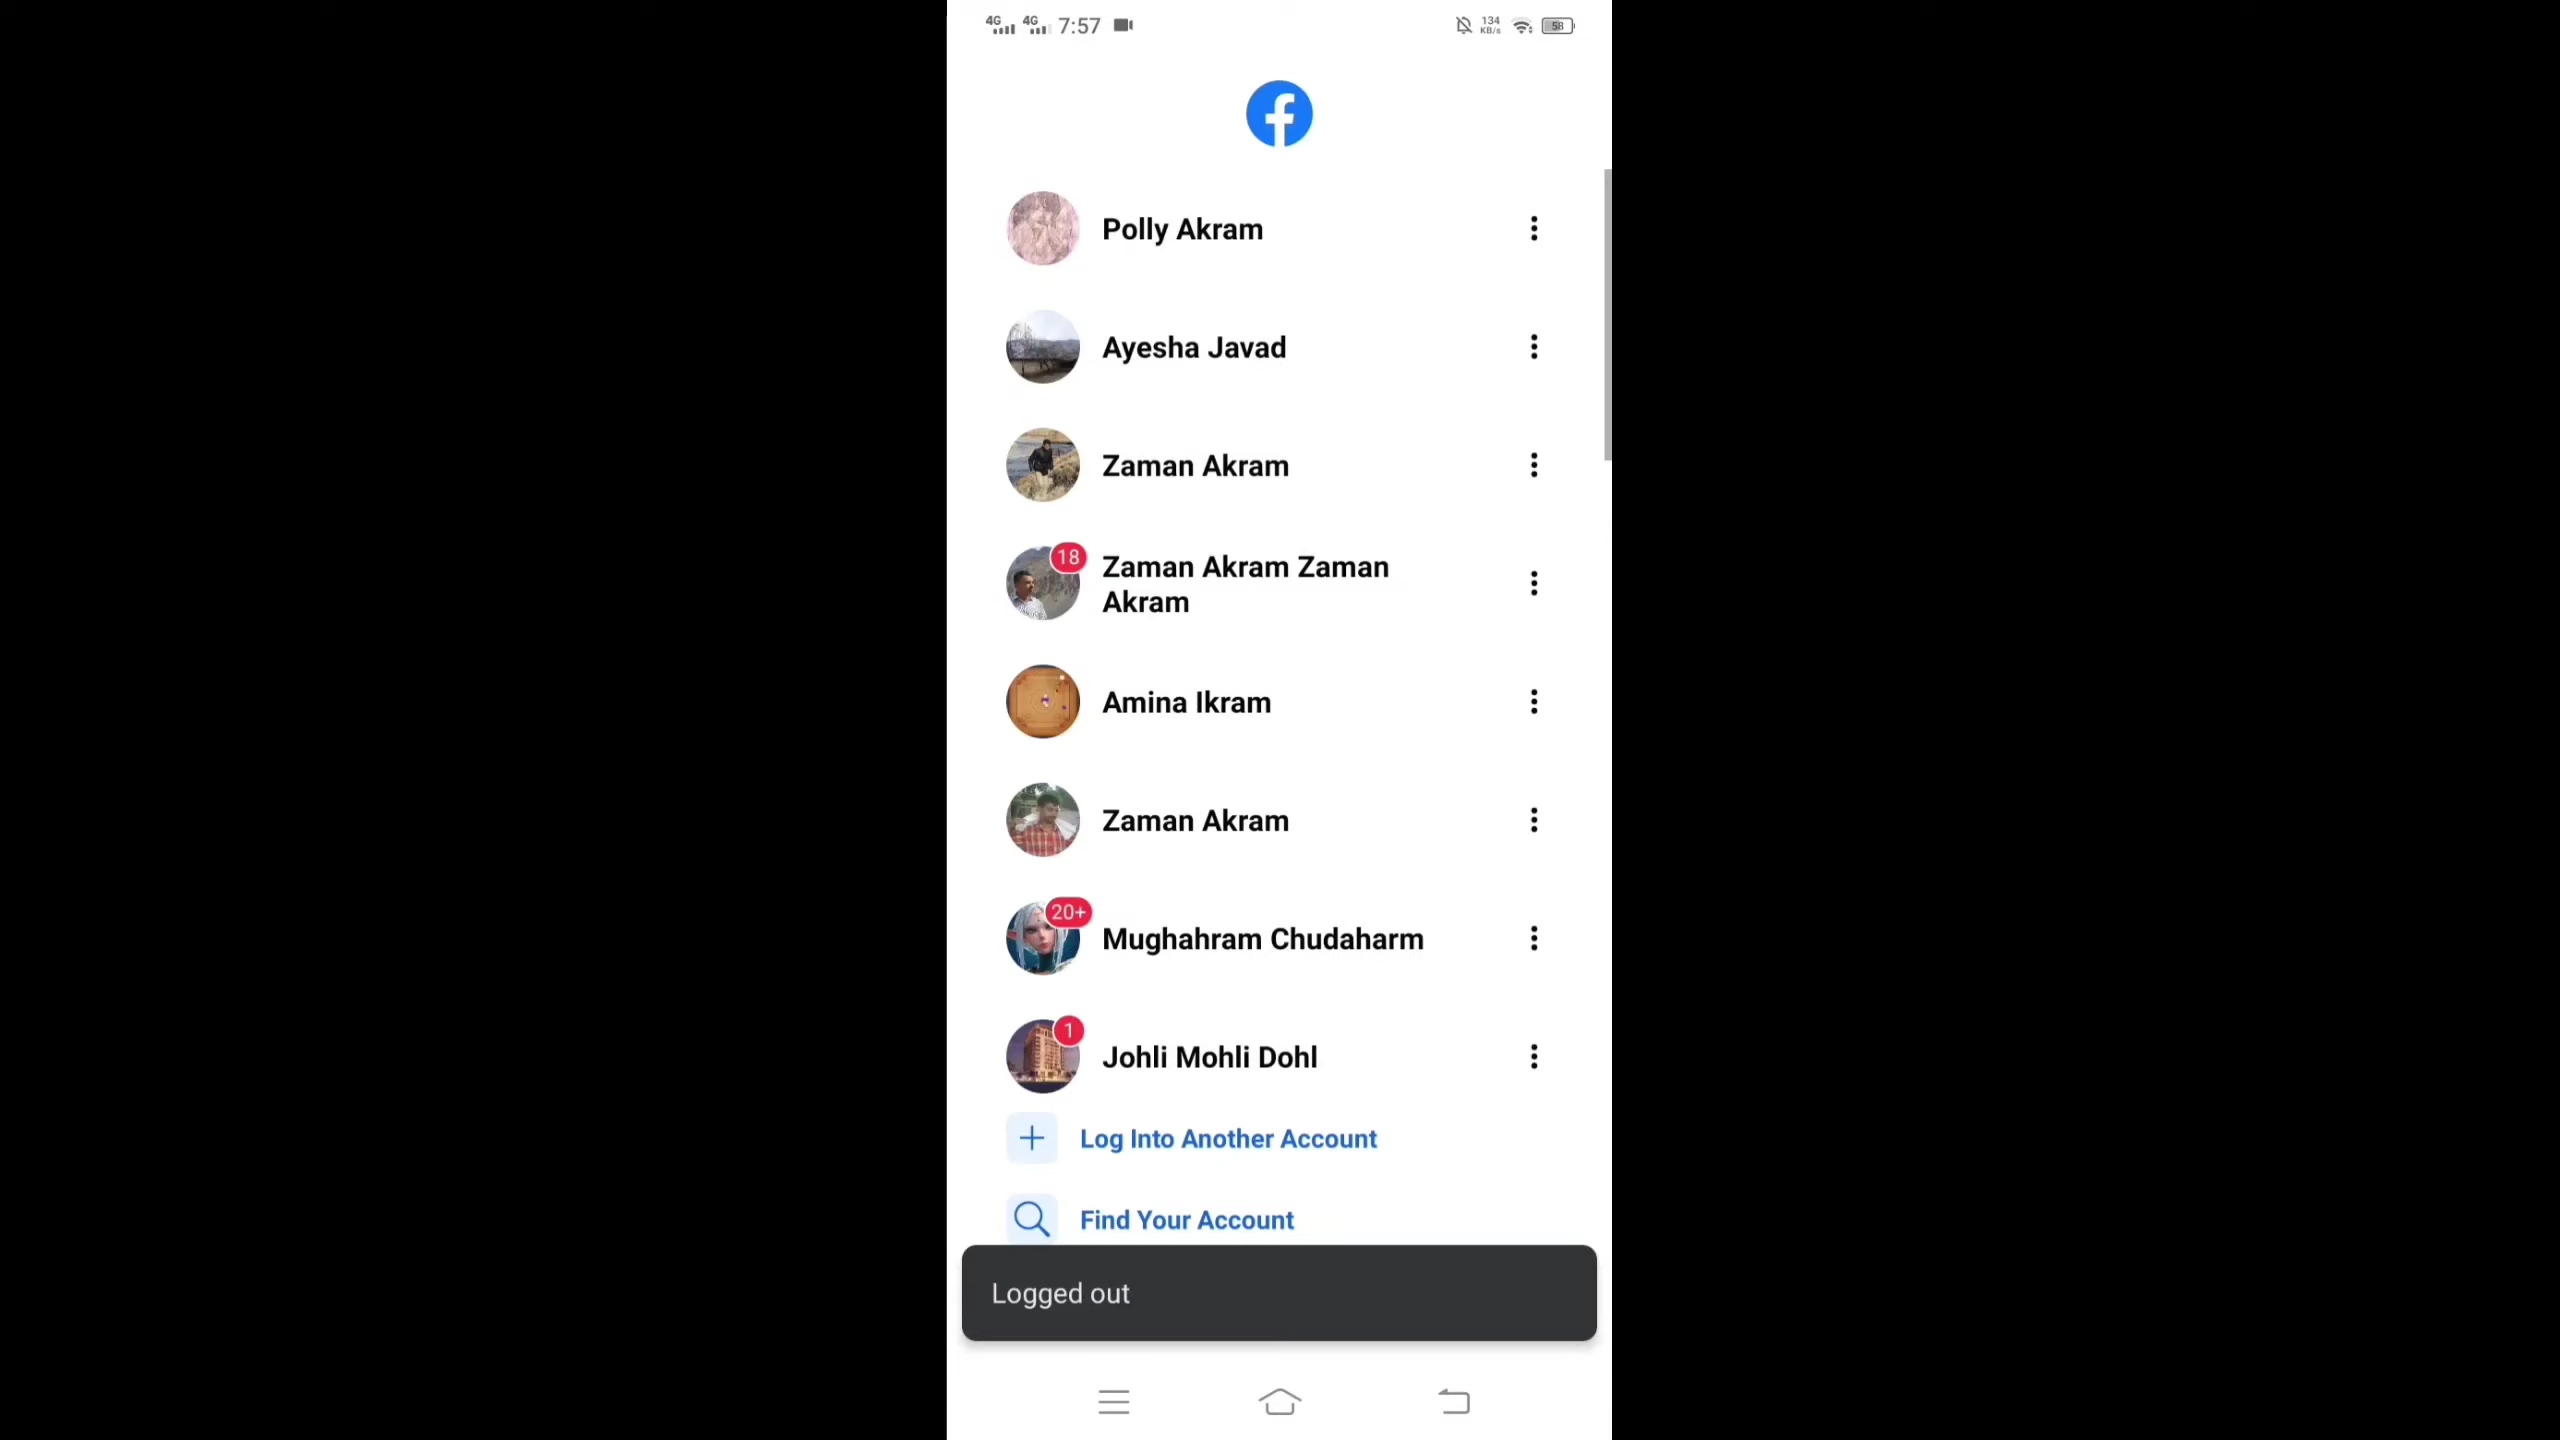 4G 4G 7:57 134 KB/s 58
Polly Akram
Ayesha Javad
Zaman Akram
18
Zaman Akram Zaman
Akram
Amina Ikram
Zaman Akram
20+
Mughahram Chudaharm
1
Johli Mohli Dohl
Log Into Another Account
Find Your Account
Logged out